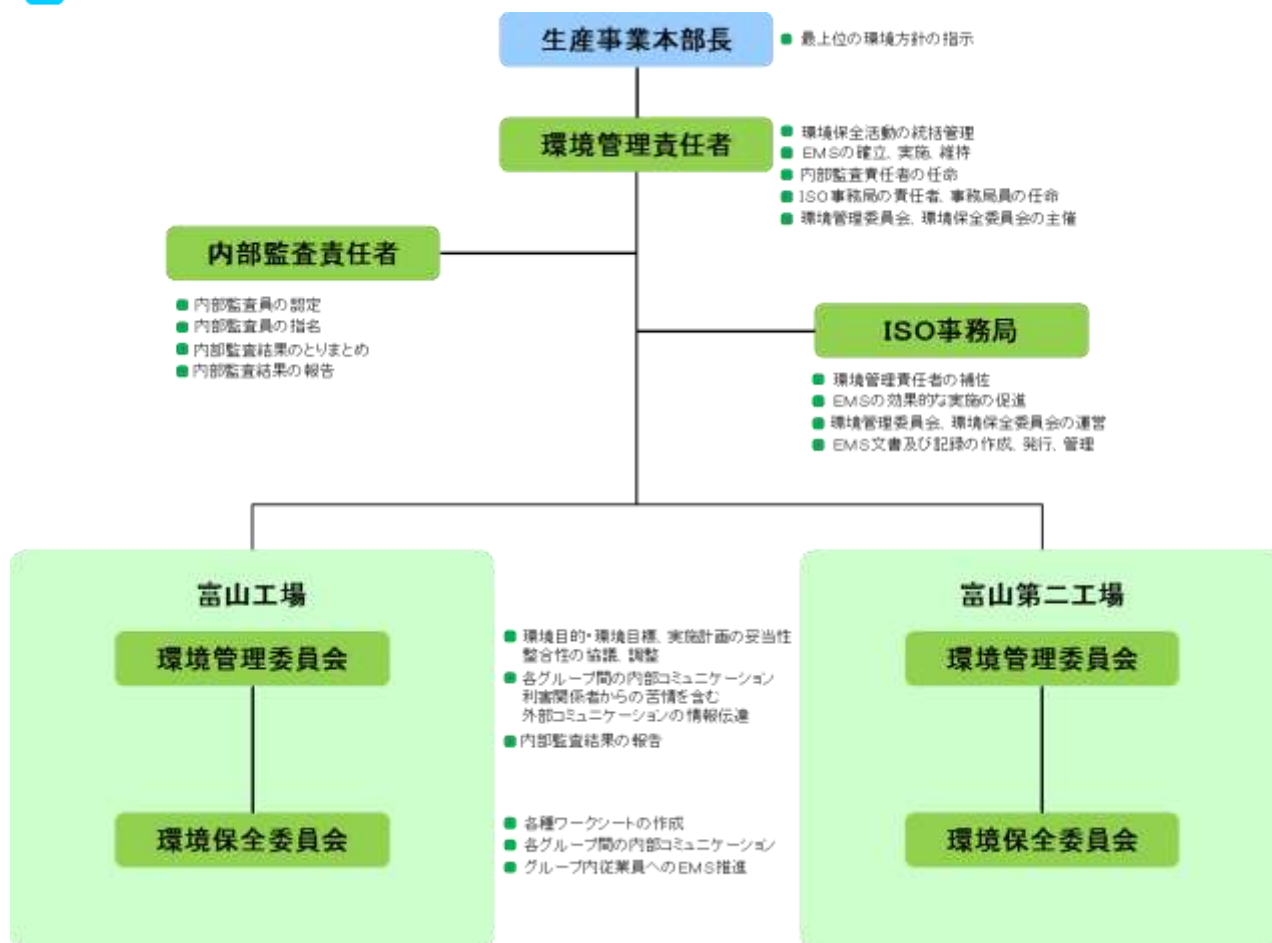 生産事業本部長
最上位の環境方針の指示
環境管理責任者
環境保全活動の統括管理
EMSの確立、実施、維持
内部監査責任者の任命
ISO事務局の責任者、事務局員の任命
環境管理委員会、環境保全委員会の主催
内部監査責任者
内部監査員の認定
内部監査員の指名
内部監査結果のとりまとめ
内部監査結果の報告
ISO事務局
環境管理責任者の補佐
EMSの効果的な実施の促進
環境管理委員会、環境保全委員会の運営
EMS文書及び記録の作成、発行、管理
富山工場
環境管理委員会
環境保全委員会
環境目的・環境目標、実施計画の妥当性
整合性の協議、調整
各グループ間の内部コミュニケーション
利害関係者からの苦情を含む
外部コミュニケーションの情報伝達
内部監査結果の報告
各種ワークシートの作成
各グループ間の内部コミュニケーション
グループ内従業員へのEMS推進
富山第二工場
環境管理委員会
環境保全委員会